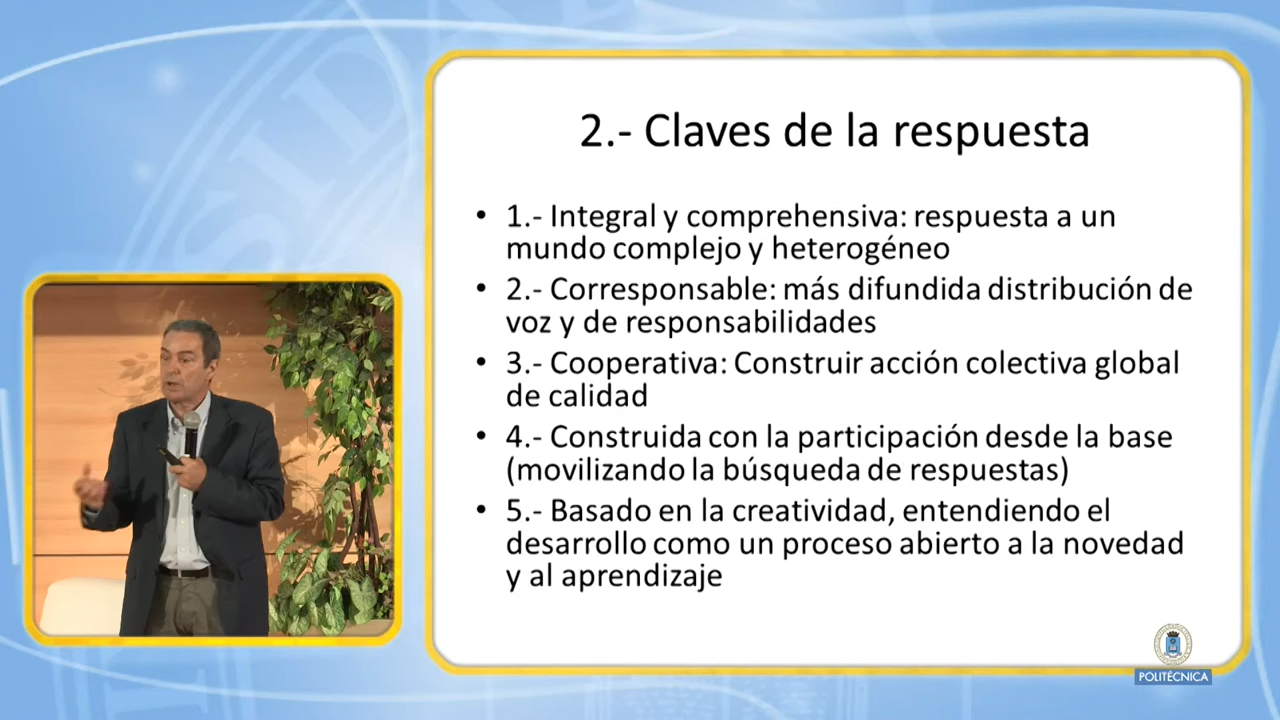 2.- Claves de la respuesta
• 1.- Integral y comprehensiva: respuesta a un
mundo complejo y heterogéneo
• 2.- Corresponsable: más difundida distribución de
voz y de responsabilidades
• 3.- Cooperativa: Construir acción colectiva global
de calidad
• 4.- Construida con la participación desde la base
(movilizando la búsqueda de respuestas)
• 5.- Basado en la creatividad, entendiendo el
desarrollo como un proceso abierto a la novedad
y al aprendizaje
POLITÉCNICA